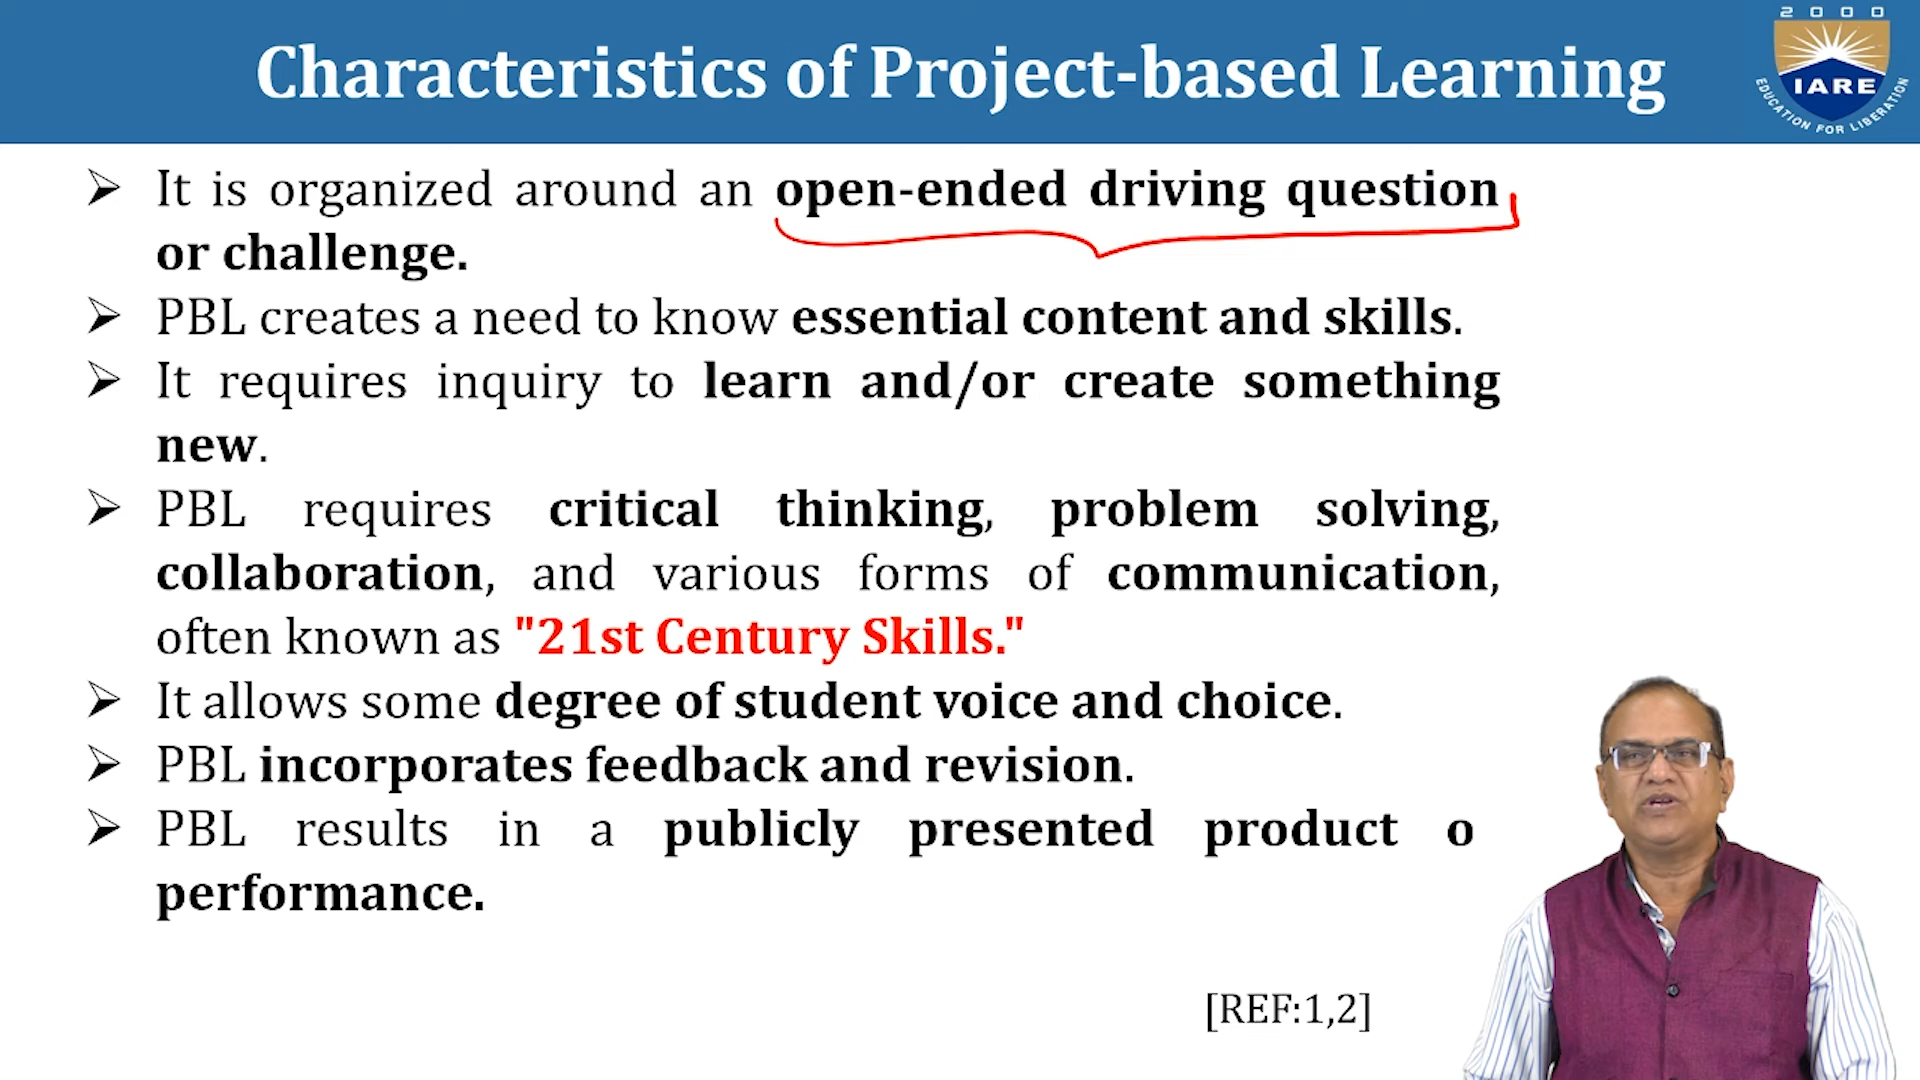 Characteristics of Project-based Learning
2000
IARE
EDUCATION FOR LIBERATION
➢ It is organized around an open-ended driving question
or challenge.
➢ PBL creates a need to know essential content and skills.
➢ It requires inquiry to learn and/or create something
new.
➢ PBL requires critical thinking, problem solving,
collaboration, and various forms of communication,
often known as "21st Century Skills."
➢ It allows some degree of student voice and choice.
➢ PBL incorporates feedback and revision.
➢ PBL results in a publicly presented product o
performance.
[REF:1,2]